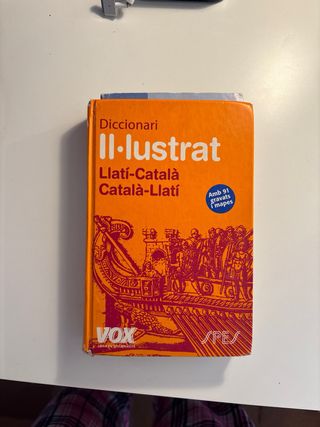 Diccionari
Il·lustrat
Llatí-Català
Català-Llatí
Amb 91
gravats
i mapes
VOX
SPES